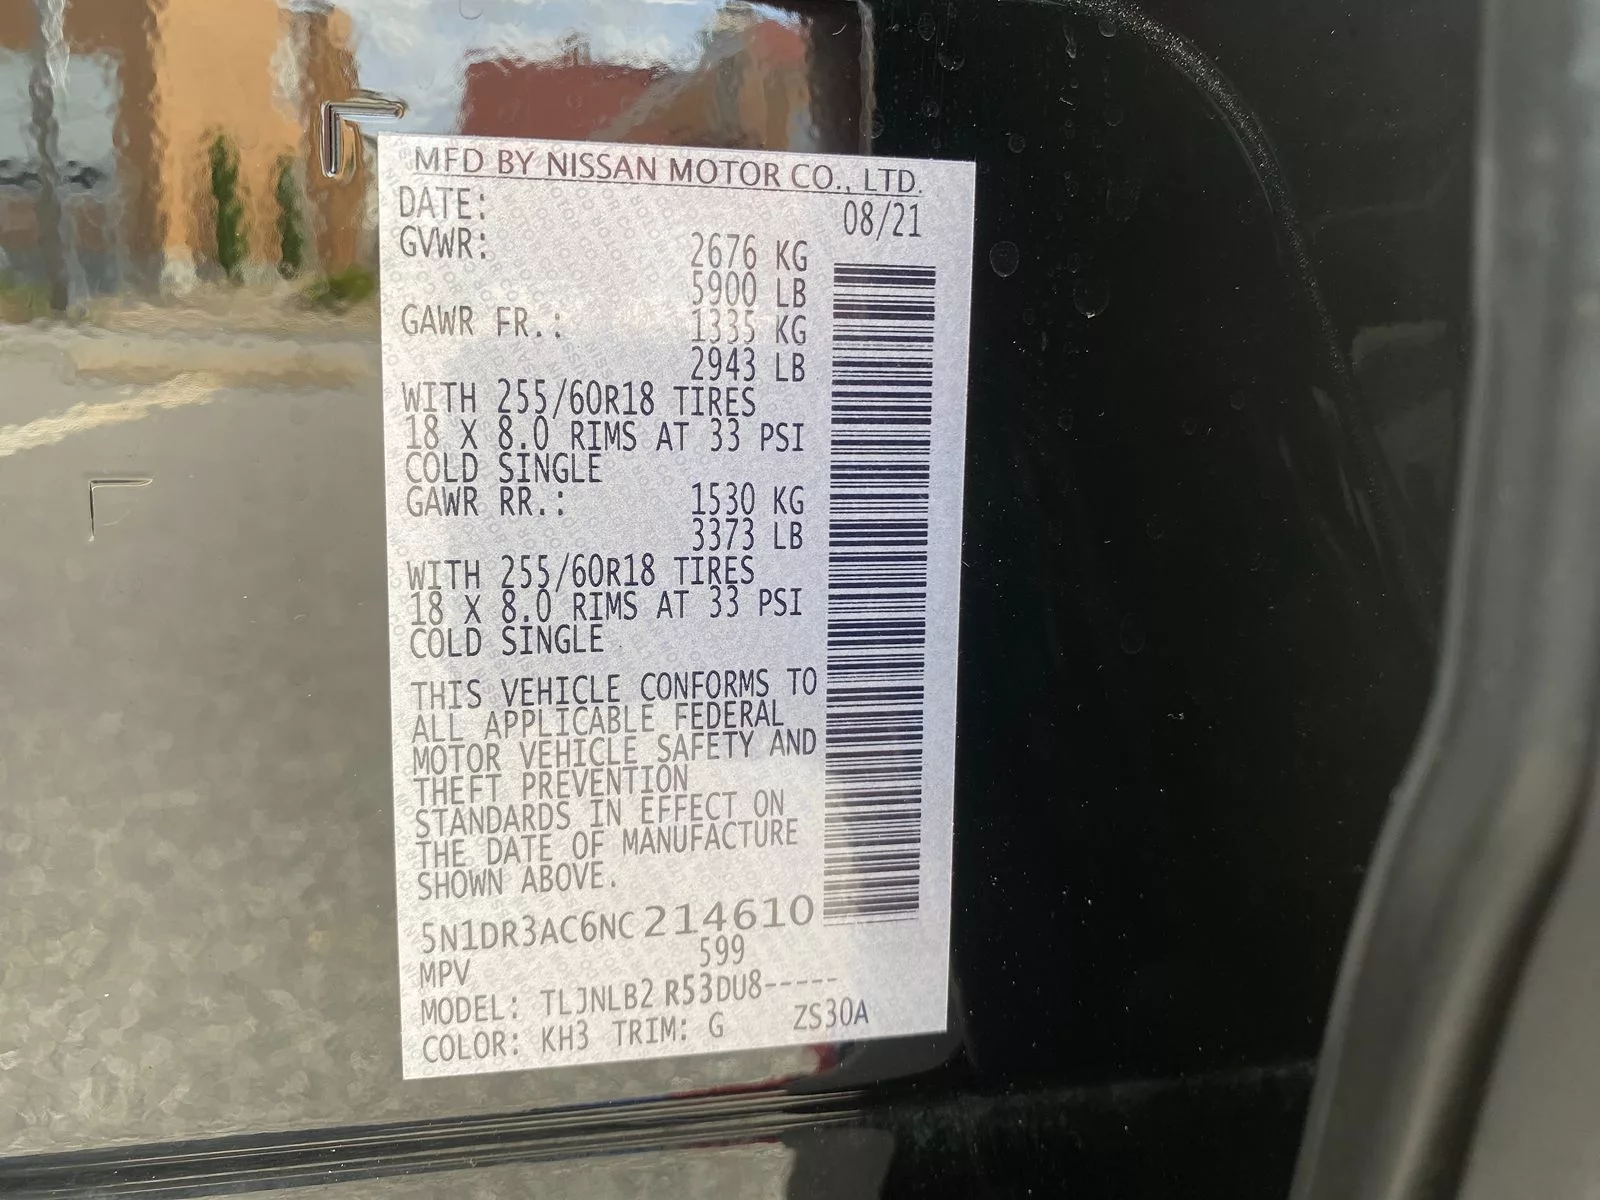 MFD BY NISSAN MOTOR CO., LTD.
DATE: 08/21
GVWR: 2676 KG
5900 LB
GAWR FR.: 1335 KG
2943 LB
WITH 255/60R18 TIRES
18 X 8.0 RIMS AT 33 PSI
COLD SINGLE
GAWR RR.: 1530 KG
3373 LB
WITH 255/60R18 TIRES
18 X 8.0 RIMS AT 33 PSI
COLD SINGLE
THIS VEHICLE CONFORMS TO
ALL APPLICABLE FEDERAL
MOTOR VEHICLE SAFETY AND
THEFT PREVENTION
STANDARDS IN EFFECT ON
THE DATE OF MANUFACTURE
SHOWN ABOVE.
5N1DR3AC6NC 214610
MPV 599
MODEL: TLJNLB2 R53DU8-----
COLOR: KH3 TRIM: G ZS30A